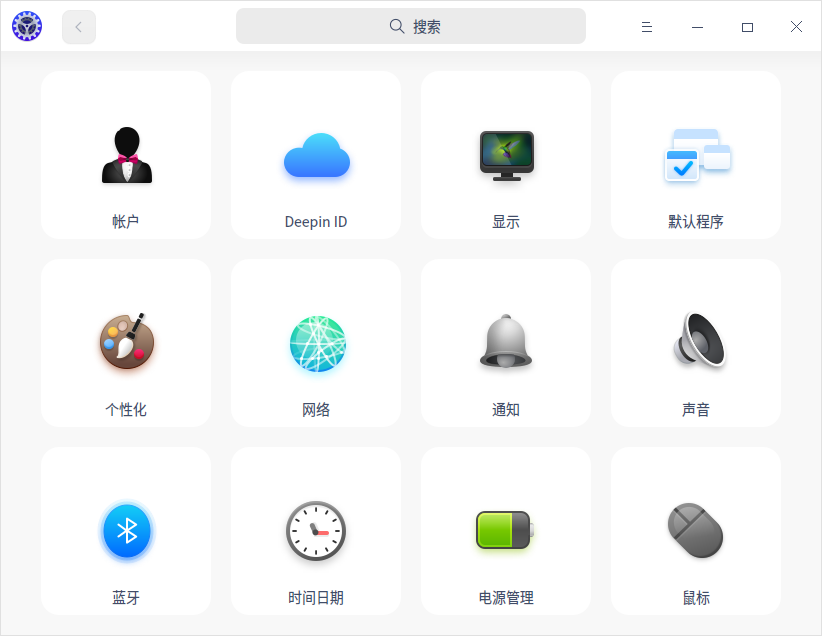 搜索
帐户
Deepin ID
显示
默认程序
个性化
网络
通知
声音
蓝牙
时间日期
电源管理
鼠标